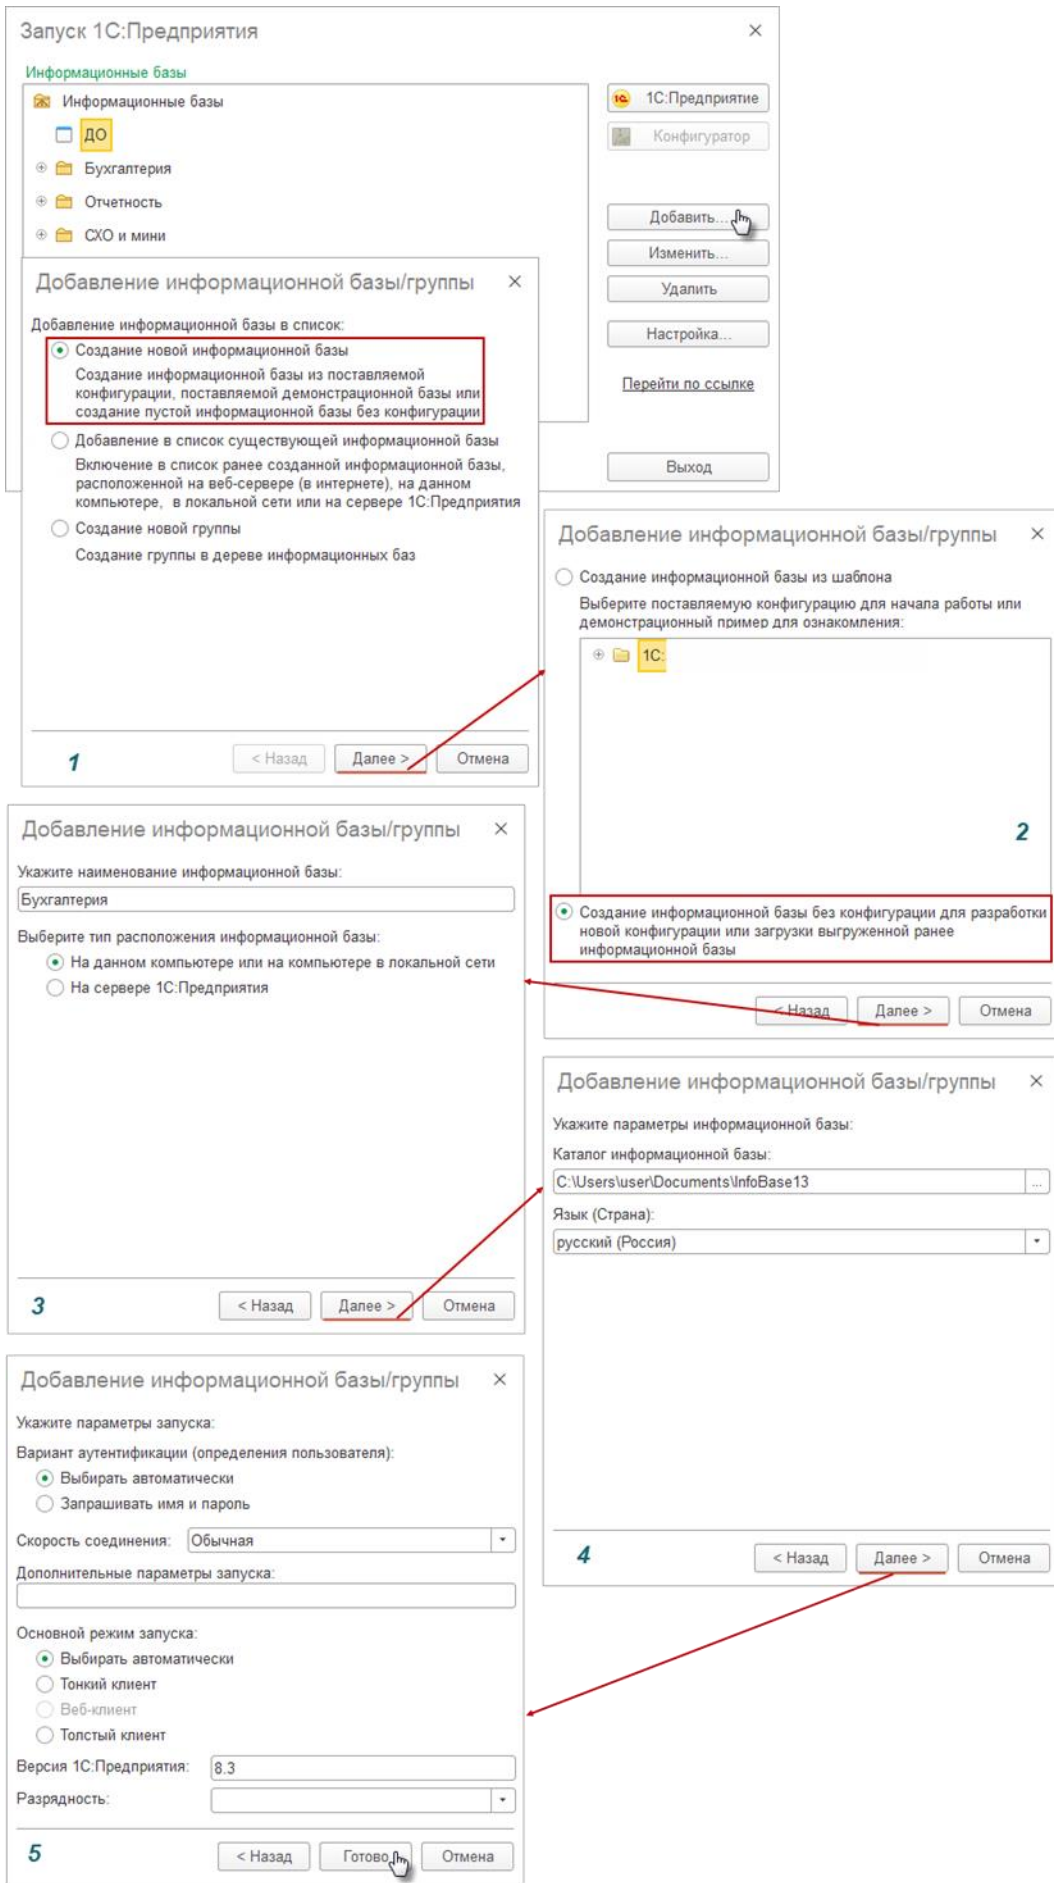 Запуск 1С:Предприятия
Информационные базы
Информационные базы
ДО
Бухгалтерия
Отчетность
СХО и мини
1С:Предприятие
Конфигуратор
Добавить...
Изменить...
Удалить
Настройка...
Перейти по ссылке
Выход
Добавление информационной базы/группы
Добавление информационной базы в список:
Создание новой информационной базы
Создание информационной базы из поставляемой
конфигурации, поставляемой демонстрационной базы или
создание пустой информационной базы без конфигурации
Добавление в список существующей информационной базы
Включение в список ранее созданной информационной базы,
расположенной на веб-сервере (в интернете), на данном
компьютере, в локальной сети или на сервере 1С:Предприятия
Создание новой группы
Создание группы в дереве информационных баз
1
< Назад
Далее >
Отмена
Добавление информационной базы/группы
Создание информационной базы из шаблона
Выберите поставляемую конфигурацию для начала работы или
демонстрационный пример для ознакомления:
1С:
2
Создание информационной базы без конфигурации для разработки
новой конфигурации или загрузки выгруженной ранее
информационной базы
< Назад
Далее >
Отмена
Добавление информационной базы/группы
Укажите наименование информационной базы:
Бухгалтерия
Выберите тип расположения информационной базы:
На данном компьютере или на компьютере в локальной сети
На сервере 1С:Предприятия
3
< Назад
Далее >
Отмена
Добавление информационной базы/группы
Укажите параметры информационной базы:
Каталог информационной базы:
C:\Users\user\Documents\InfoBase13
...
Язык (Страна):
русский (Россия)
4
< Назад
Далее >
Отмена
Добавление информационной базы/группы
Укажите параметры запуска:
Вариант аутентификации (определения пользователя):
Выбирать автоматически
Запрашивать имя и пароль
Скорость соединения: Обычная
Дополнительные параметры запуска:
Основной режим запуска:
Выбирать автоматически
Тонкий клиент
Веб-клиент
Толстый клиент
Версия 1С:Предприятия: 8.3
Разрядность:
5
< Назад
Готово
Отмена